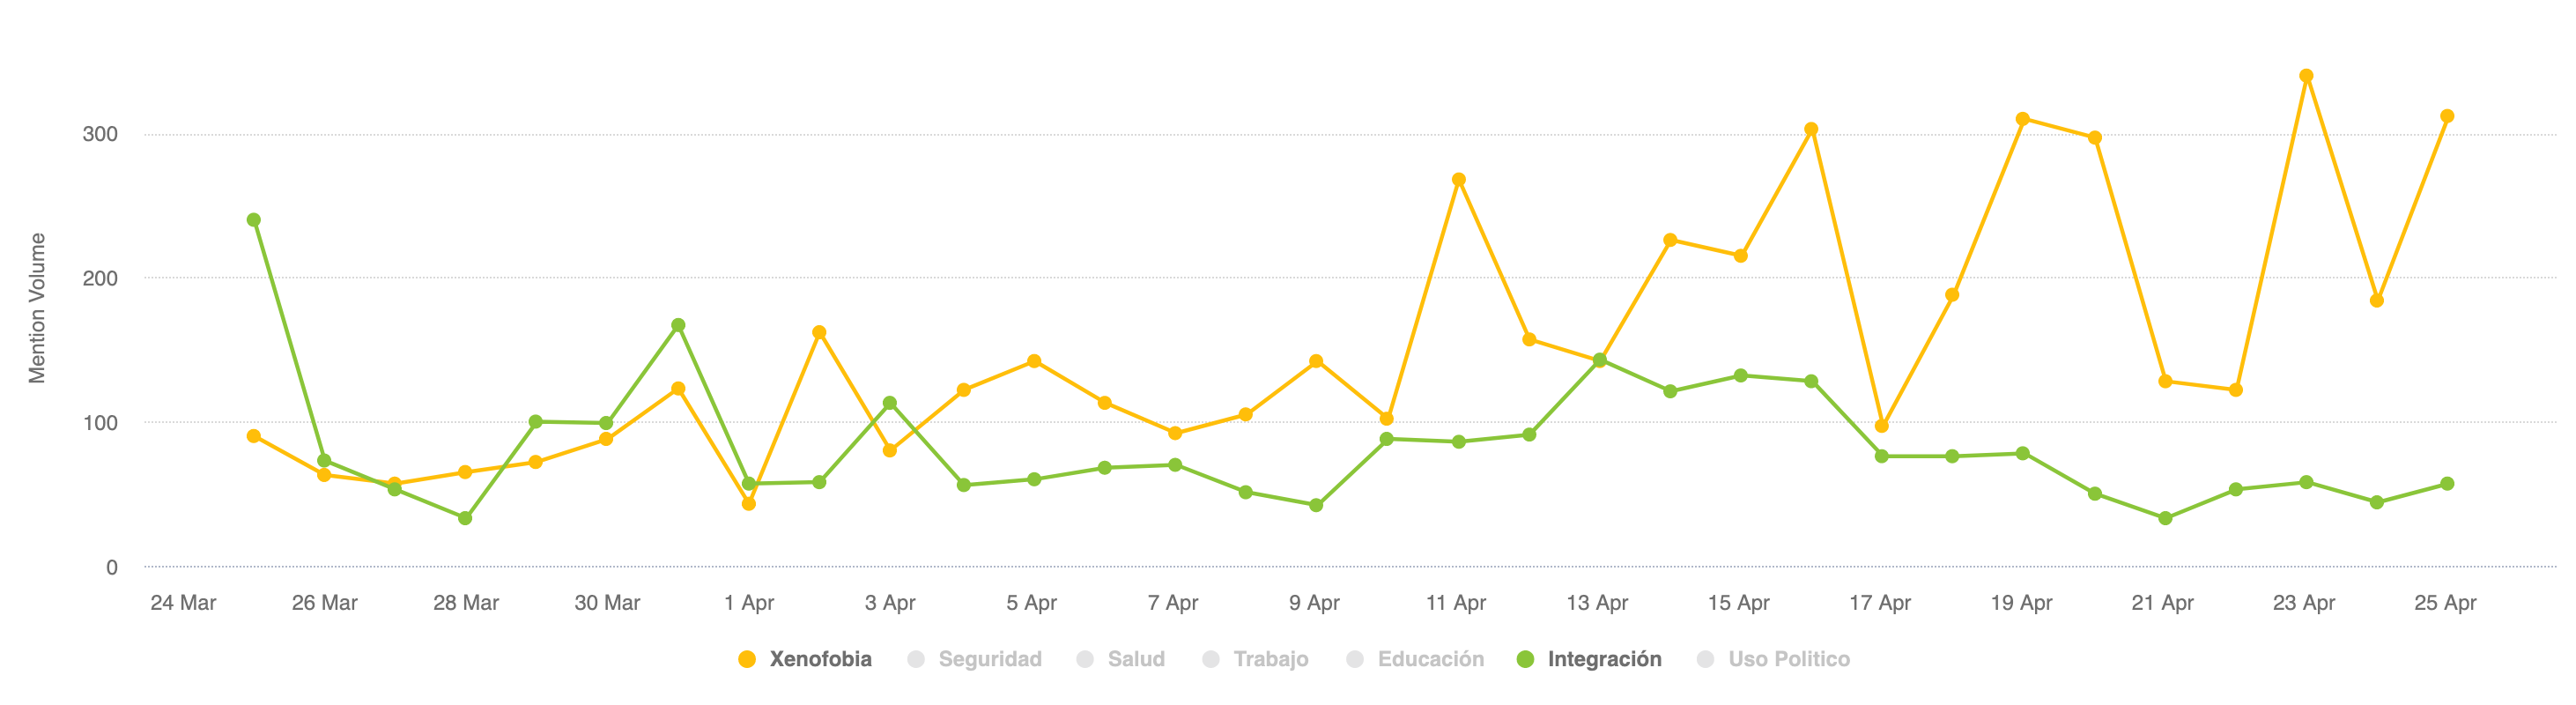 Mention Volume
300
200
100
0
24 Mar 26 Mar 28 Mar 30 Mar 1 Apr 3 Apr 5 Apr 7 Apr 9 Apr 11 Apr 13 Apr 15 Apr 17 Apr 19 Apr 21 Apr 23 Apr 25 Apr
Xenofobia Seguridad Salud Trabajo Educación Integración Uso Politico